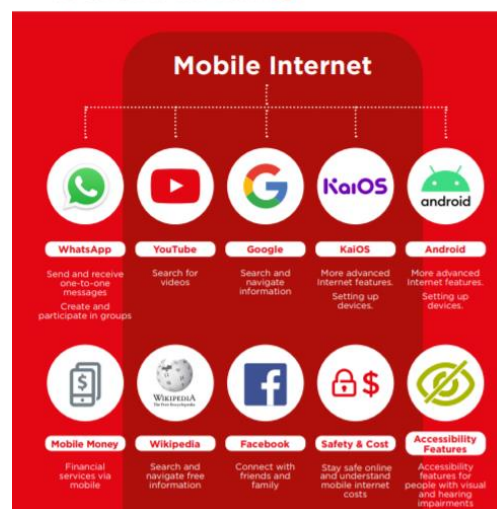 Mobile Internet
KaiOS
android
WhatsApp
YouTube
Google
KaiOS
Android
Send and receive
one-to-one
messages
Create and
participate in groups
Search for
videos
Search and
navigate
information
More advanced
Internet features.
Setting up
devices.
More advanced
Internet features.
Setting up
devices.
$
WIKIPEDIA
The Free Encyclopedia
f
$
Mobile Money
Wikipedia
Facebook
Safety & Cost
Accessibility
Features
Financial
services via
mobile
Search and
navigate free
information
Connect with
friends and
family
Stay safe online
and understand
mobile internet
costs
Accessibility
features for
people with visual
and hearing
impairments